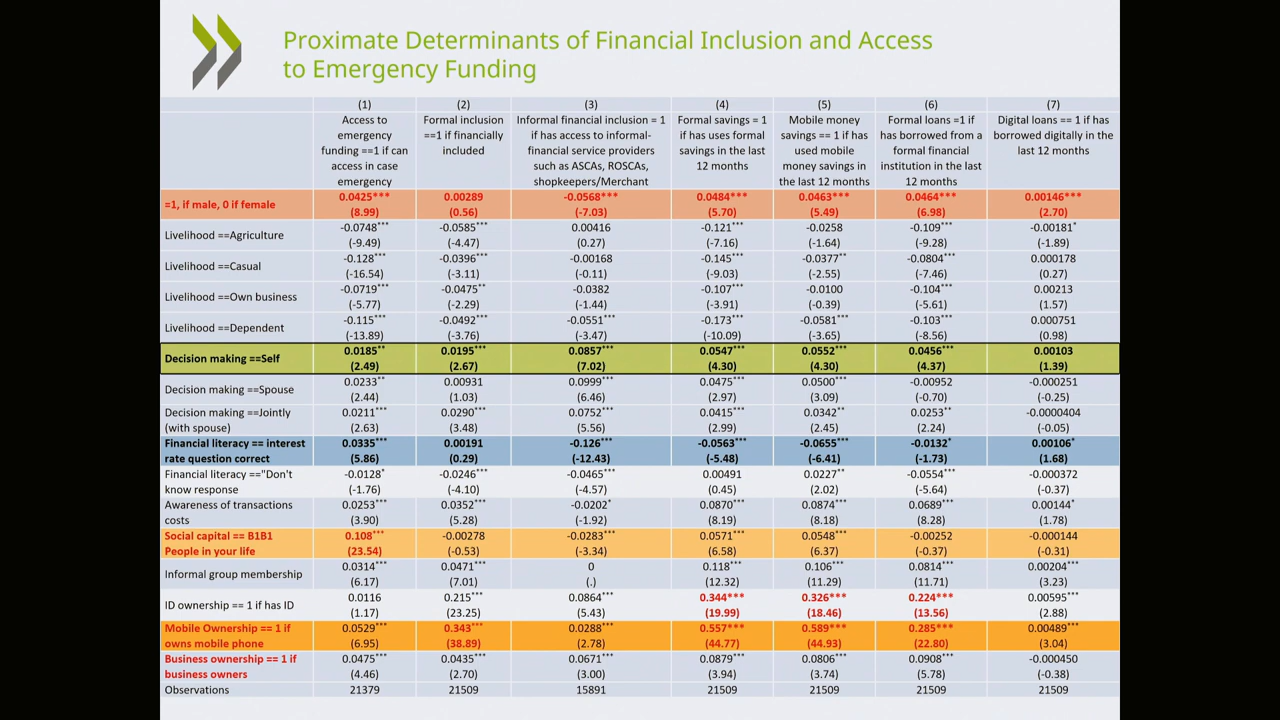 Proximate Determinants of Financial Inclusion and Access
to Emergency Funding
(1) (2) (3) (4) (5) (6) (7)
Access to emergency funding ==1 if can access in case emergency
Formal inclusion ==1 if financially included
Informal financial inclusion = 1 if has access to informal-financial service providers such as ASCAs, ROSCAs, shopkeepers/Merchant
Formal savings = 1 if has uses formal savings in the last 12 months
Mobile money savings == 1 if has used mobile money savings in the last 12 months
Formal loans =1 if has borrowed from a formal financial institution in the last 12 months
Digital loans == 1 if has borrowed digitally in the last 12 months
=1, if male, 0 if female 0.0425*** 0.00289 -0.0568*** 0.0484*** 0.0463*** 0.0464*** 0.00146***
(8.99) (0.56) (-7.03) (5.70) (5.49) (6.98) (2.70)
Livelihood ==Agriculture -0.0748*** -0.0585*** 0.00416 -0.121*** -0.0258 -0.109*** -0.00181*
(-9.49) (-4.47) (0.27) (-7.16) (-1.64) (-9.28) (-1.89)
Livelihood ==Casual -0.128*** -0.0396*** -0.00168 -0.145*** -0.0377** -0.0804*** 0.000178
(-16.54) (-3.11) (-0.11) (-9.03) (-2.55) (-7.46) (0.27)
Livelihood ==Own business -0.0719*** -0.0475** -0.0382 -0.107*** -0.0100 -0.104*** 0.00213
(-5.77) (-2.29) (-1.44) (-3.91) (-0.39) (-5.61) (1.57)
Livelihood ==Dependent -0.115*** -0.0492*** -0.0551*** -0.173*** -0.0581*** -0.103*** 0.000751
(-13.89) (-3.76) (-3.47) (-10.09) (-3.65) (-8.56) (0.98)
Decision making ==Self 0.0185** 0.0195*** 0.0857*** 0.0547*** 0.0552*** 0.0456*** 0.00103
(2.49) (2.67) (7.02) (4.30) (4.30) (4.37) (1.39)
Decision making ==Spouse 0.0233** 0.00931 0.0999*** 0.0475*** 0.0500*** -0.00952 -0.000251
(2.44) (1.03) (6.46) (2.97) (3.09) (-0.70) (-0.25)
Decision making ==Jointly 0.0211*** 0.0290*** 0.0752*** 0.0415*** 0.0342** 0.0253** -0.0000404
(with spouse) (2.63) (3.48) (5.56) (2.99) (2.45) (2.24) (-0.05)
Financial literacy == interest 0.0335*** 0.00191 -0.126*** -0.0563*** -0.0655*** -0.0132* 0.00106*
rate question correct (5.86) (0.29) (-12.43) (-5.48) (-6.41) (-1.73) (1.68)
Financial literacy =="Don't -0.0128* -0.0246*** -0.0465*** 0.00491 0.0227** -0.0554*** -0.000372
know response (-1.76) (-4.10) (-4.57) (0.45) (2.02) (-5.64) (-0.37)
Awareness of transactions 0.0253*** 0.0352*** -0.0202* 0.0870*** 0.0874*** 0.0689*** 0.00144*
costs (3.90) (5.28) (-1.92) (8.19) (8.18) (8.28) (1.78)
Social capital == B1B1 0.108*** -0.00278 -0.0283*** 0.0571*** 0.0548*** -0.00252 -0.000144
People in your life (23.54) (-0.53) (-3.34) (6.58) (6.37) (-0.37) (-0.31)
Informal group membership 0.0314*** 0.0471*** 0 0.118*** 0.106*** 0.0814*** 0.00204***
(6.17) (7.01) (.) (12.32) (11.29) (11.71) (3.23)
ID ownership == 1 if has ID 0.0116 0.215*** 0.0864*** 0.344*** 0.326*** 0.224*** 0.00595***
(1.17) (23.25) (5.43) (19.99) (18.46) (13.56) (2.88)
Mobile Ownership == 1 if 0.0529*** 0.343*** 0.0288*** 0.557*** 0.589*** 0.285*** 0.00489***
owns mobile phone (6.95) (38.89) (2.78) (44.77) (44.93) (22.80) (3.04)
Business ownership == 1 if 0.0475*** 0.0435*** 0.0671*** 0.0879*** 0.0806*** 0.0908*** -0.000450
business owners (4.46) (2.70) (3.00) (3.94) (3.74) (5.78) (-0.38)
Observations 21379 21509 15891 21509 21509 21509 21509